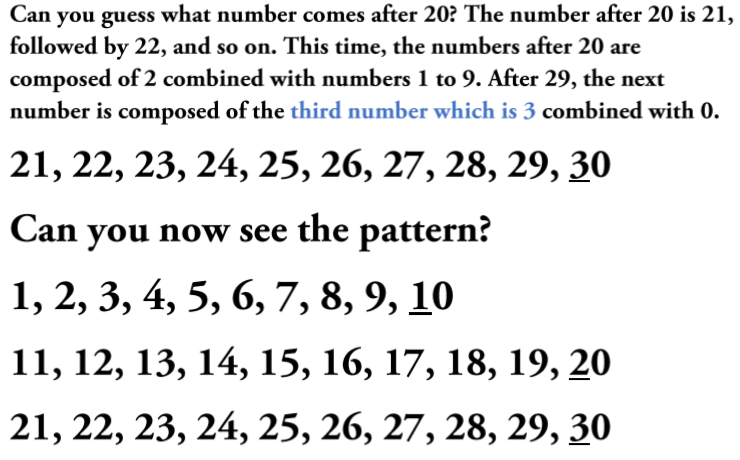 Can you guess what number comes after 20? The number after 20 is 21,
followed by 22, and so on. This time, the numbers after 20 are
composed of 2 combined with numbers 1 to 9. After 29, the next
number is composed of the third number which is 3 combined with 0.
21, 22, 23, 24, 25, 26, 27, 28, 29, 30
Can you now see the pattern?
1, 2, 3, 4, 5, 6, 7, 8, 9, 10
11, 12, 13, 14, 15, 16, 17, 18, 19, 20
21, 22, 23, 24, 25, 26, 27, 28, 29, 30